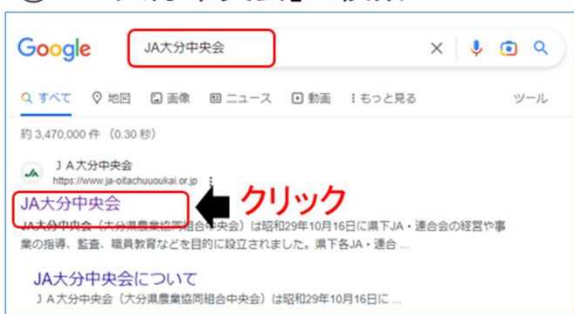 Google JA大分中央会
すべて 地図 画像 ニュース 動画 もっと見る ツール
約 3,470,000 件 (0.30 秒)
JA大分中央会
https://www.ja-oitachuuoukai.or.jp
JA大分中央会 クリック
JA大分中央会（大分県農業協同組合中央会）は昭和29年10月16日に県下JA・連合会の経営や事
業の指導、監査、職員教育などを目的に設立されました。県下各JA・連合 ...
JA大分中央会について
JA大分中央会（大分県農業協同組合中央会）は昭和29年10月16日に ...